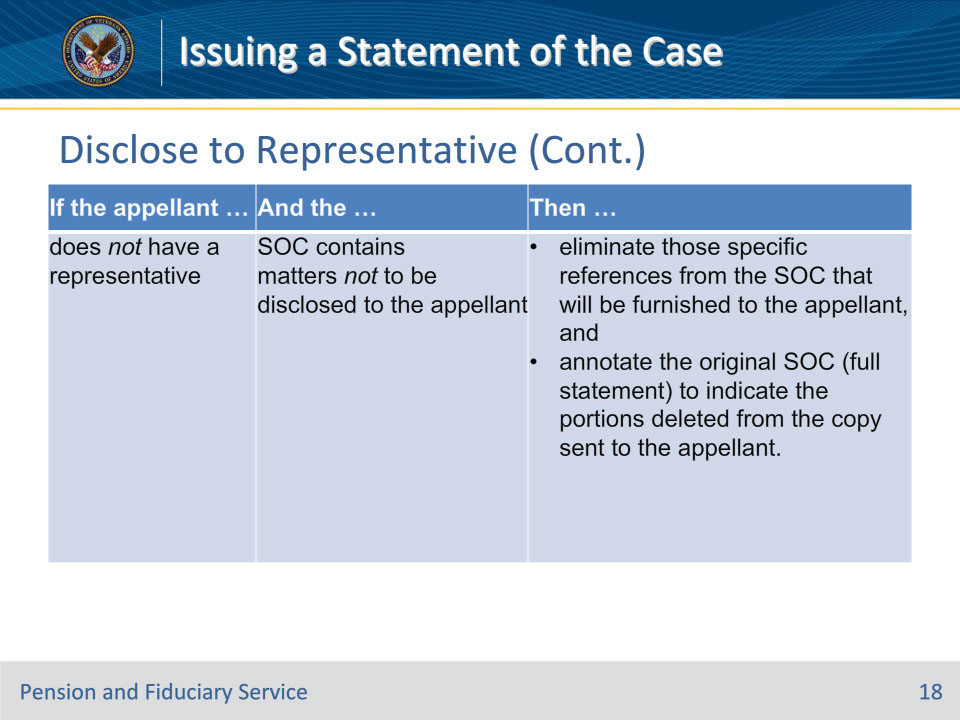 Issuing a Statement of the Case
Disclose to Representative (Cont.)
If the appellant …
And the …
Then …
does not have a
representative
SOC contains
matters not to be
disclosed to the appellant
• eliminate those specific
references from the SOC that
will be furnished to the appellant,
and
• annotate the original SOC (full
statement) to indicate the
portions deleted from the copy
sent to the appellant.
Pension and Fiduciary Service
18